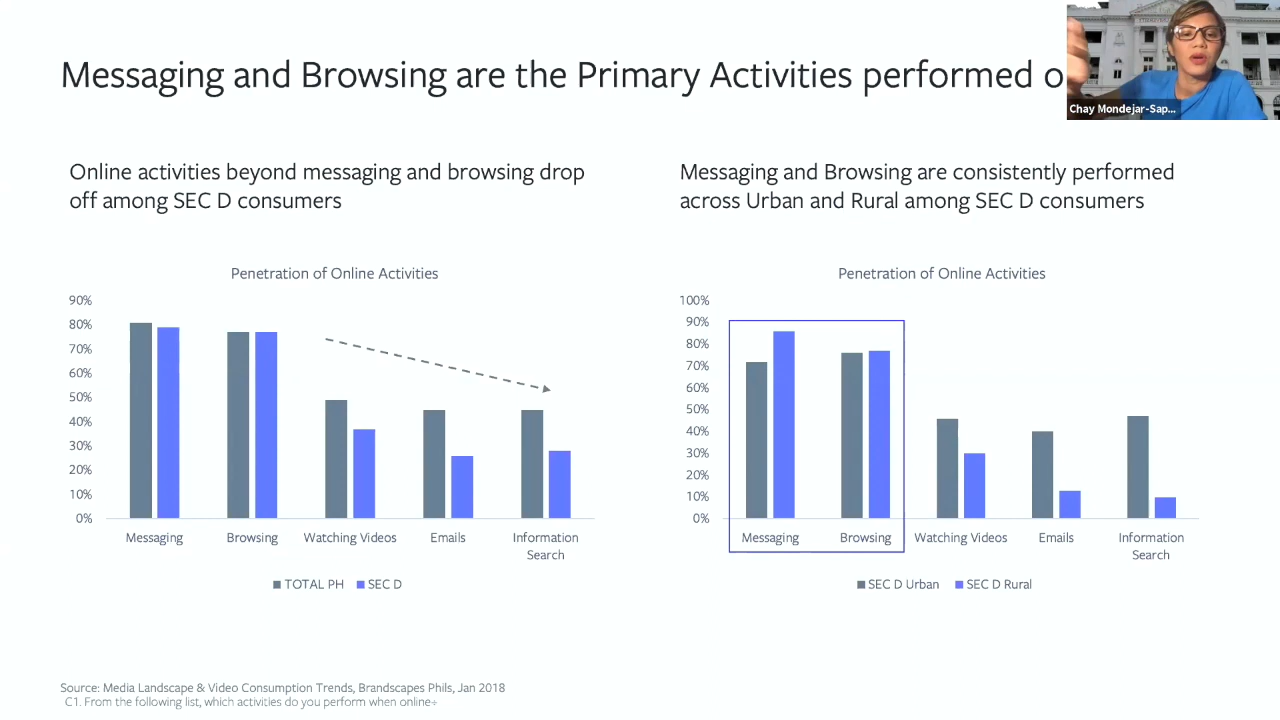 Messaging and Browsing are the Primary Activities performed o
Chay Mondejar-Sap...
Online activities beyond messaging and browsing drop
off among SEC D consumers
Messaging and Browsing are consistently performed
across Urban and Rural among SEC D consumers
Penetration of Online Activities
90%
80%
70%
60%
50%
40%
30%
20%
10%
0%
Messaging
Browsing
Watching Videos
Emails
Information
Search
TOTAL PH
SEC D
Penetration of Online Activities
100%
90%
80%
70%
60%
50%
40%
30%
20%
10%
0%
Messaging
Browsing
Watching Videos
Emails
Information
Search
SEC D Urban
SEC D Rural
Source: Media Landscape & Video Consumption Trends, Brandscapes Phils, Jan 2018
C1. From the following list, which activities do you perform when online÷